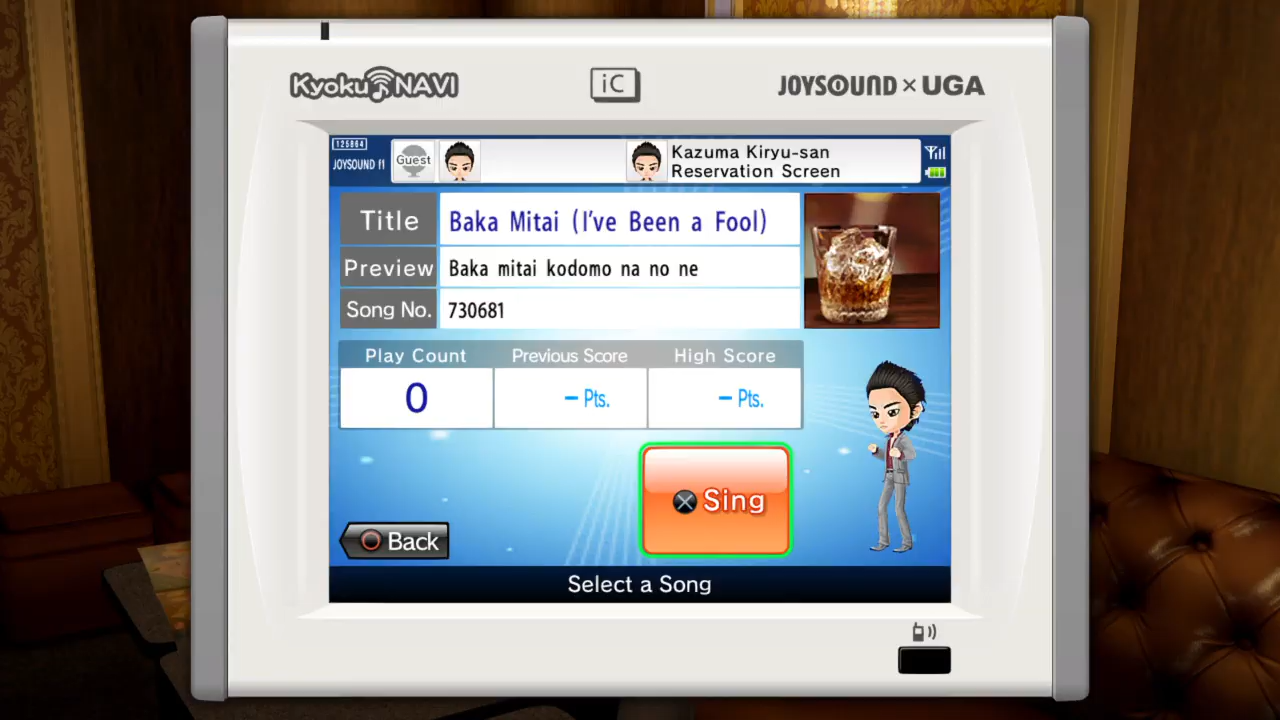 Kyoku NAVI
iC
JOYSOUND × UGA
125864
JOYSOUND f1
Guest
Kazuma Kiryu-san
Reservation Screen
Title
Baka Mitai (I've Been a Fool)
Preview
Baka mitai kodomo na no ne
Song No.
730681
Play Count
Previous Score
High Score
0
– Pts.
– Pts.
Sing
Back
Select a Song